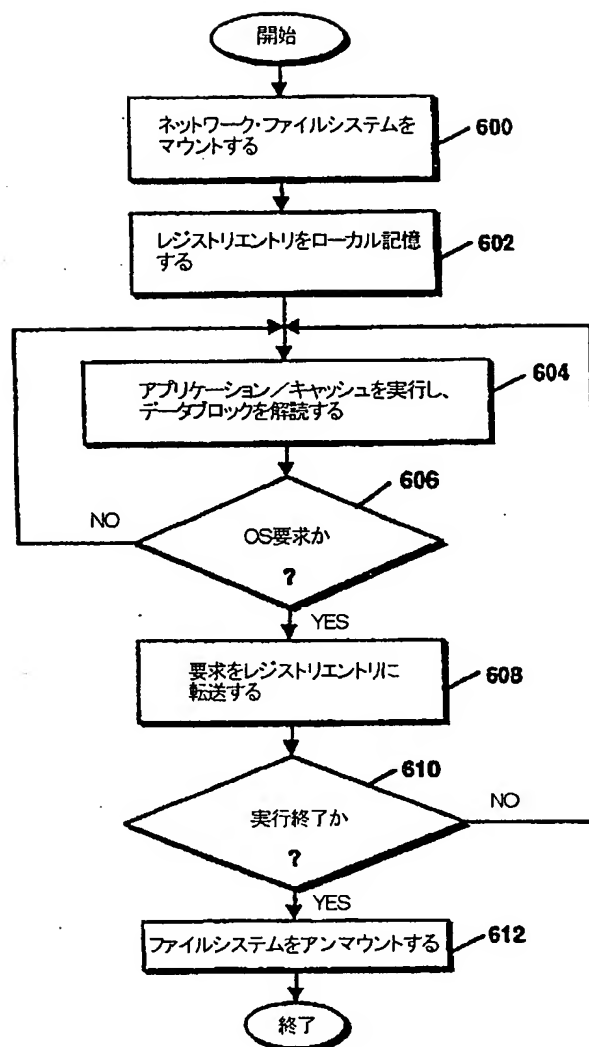 開始
ネットワーク・ファイルシステムを
マウントする
600
レジストリエントリをローカル記憶
する
602
アプリケーション／キャッシュを実行し、
データブロックを解読する
604
606
OS要求か
?
NO
YES
要求をレジストリエントリに
転送する
608
610
実行終了か
?
NO
YES
ファイルシステムをアンマウントする
612
終了